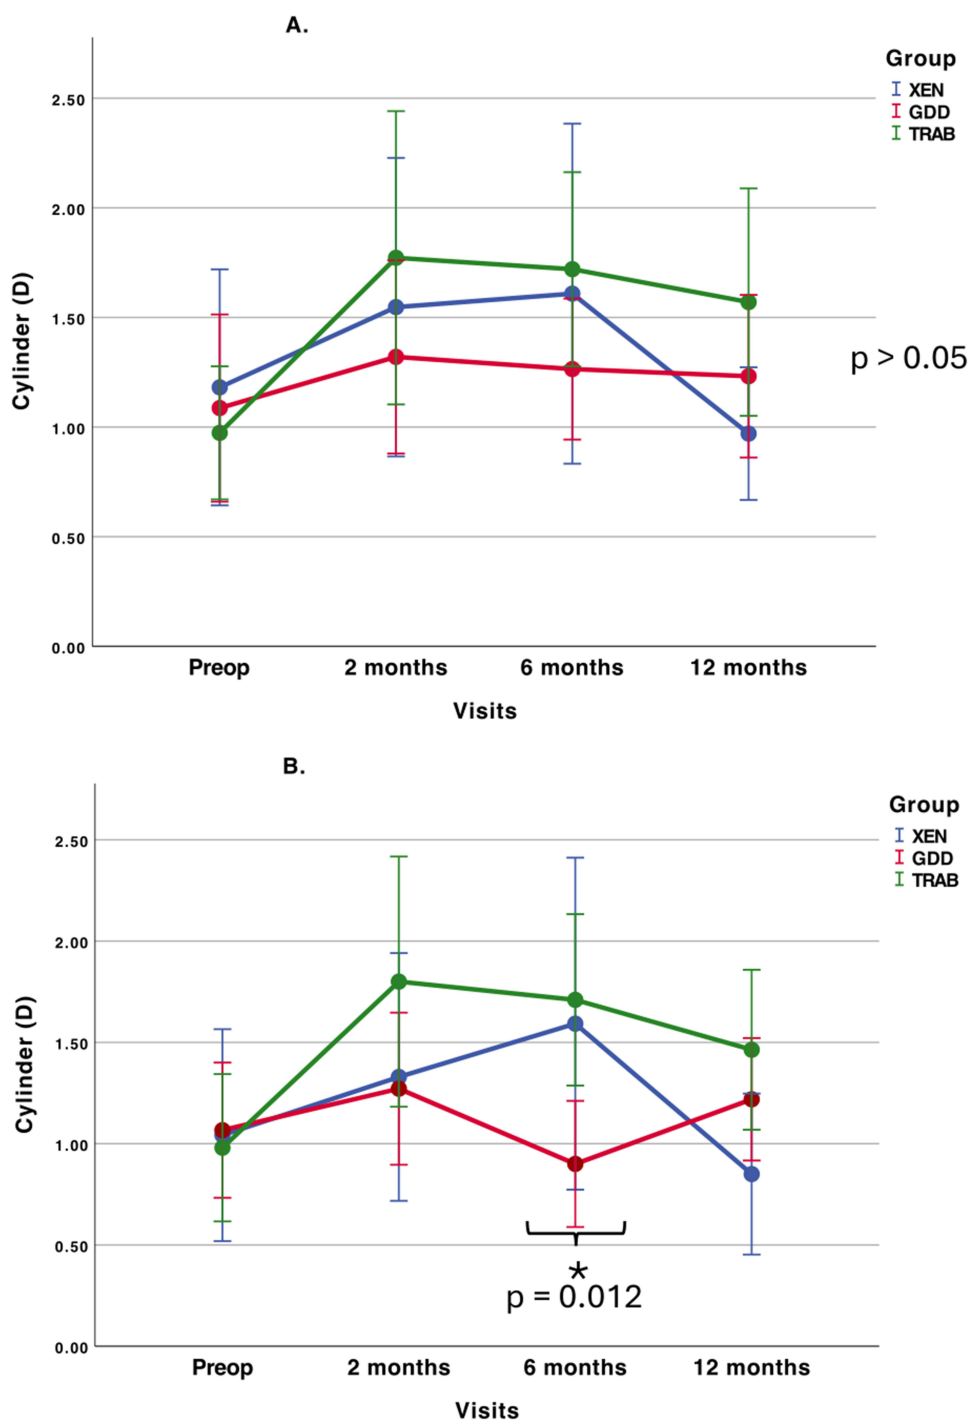 A.
Group
XEN
GDD
TRAB
2.50
2.00
1.50
1.00
0.50
0.00
Cylinder (D)
p > 0.05
Preop 2 months 6 months 12 months
Visits
B.
Group
XEN
GDD
TRAB
2.50
2.00
1.50
1.00
0.50
0.00
Cylinder (D)
*
p = 0.012
Preop 2 months 6 months 12 months
Visits